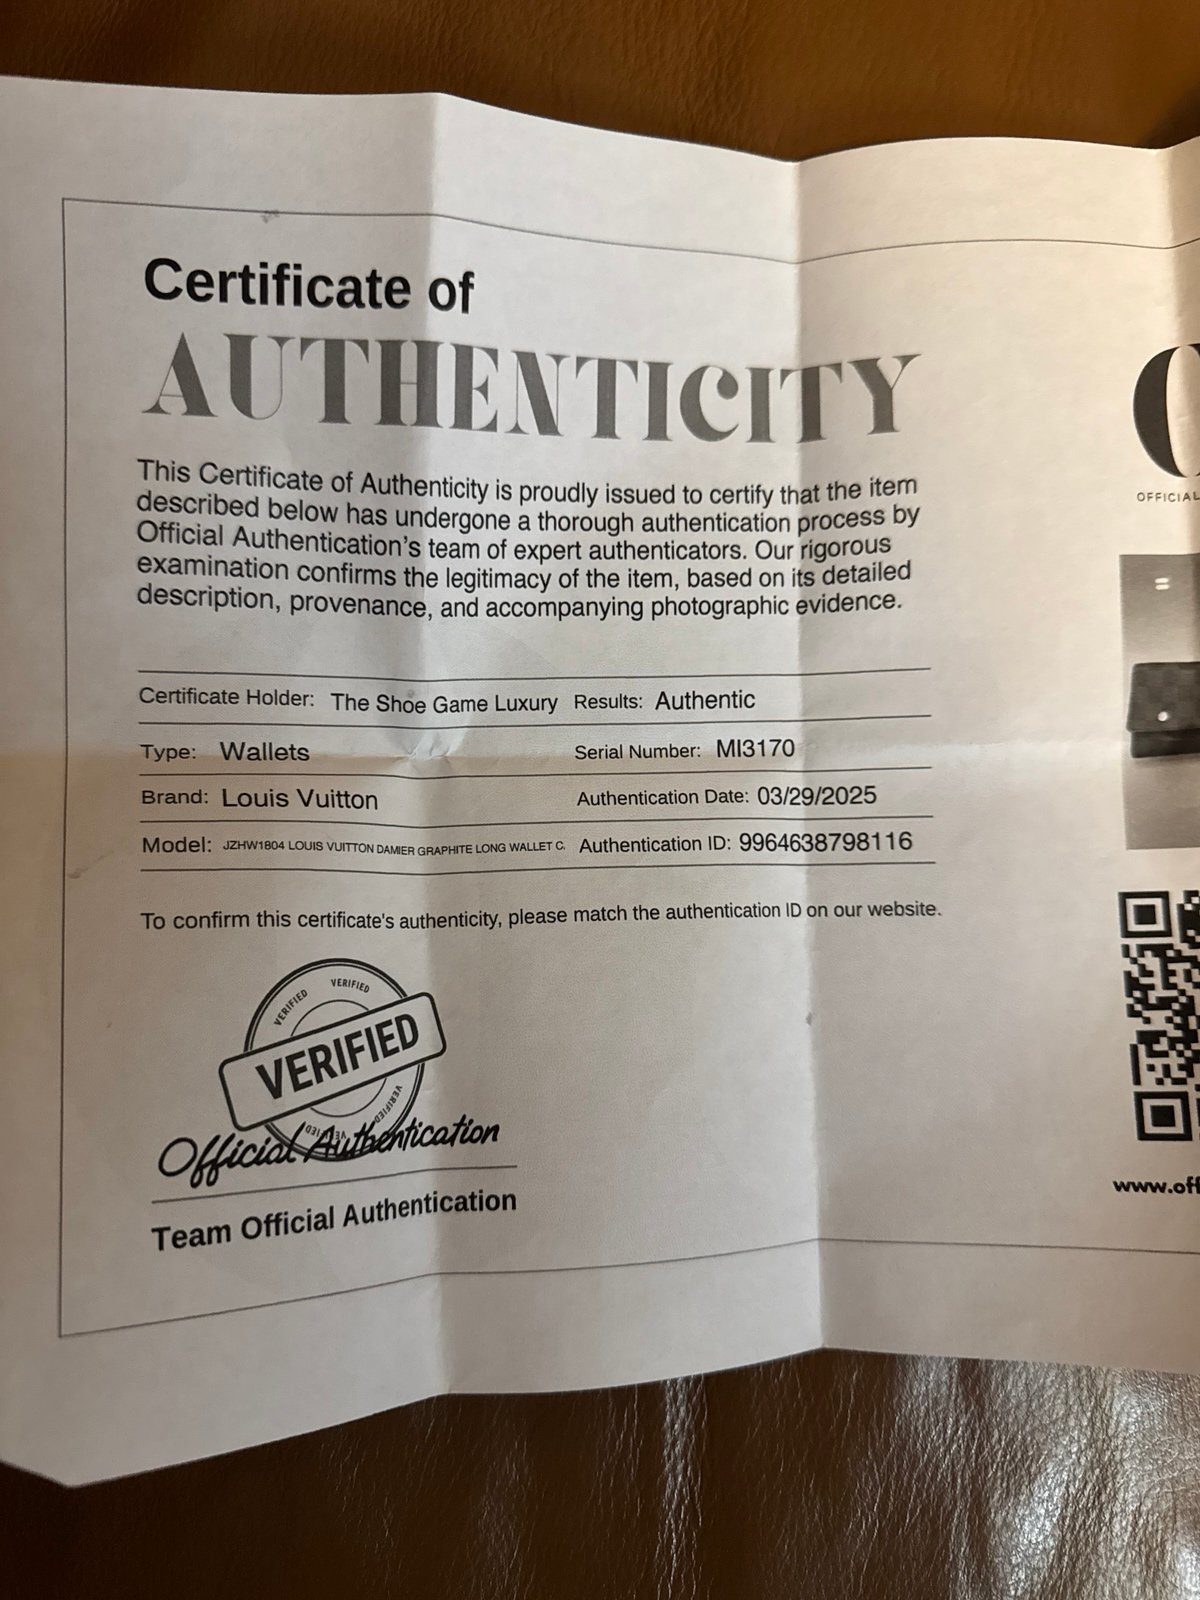 Certificate of
AUTHENTICITY
This Certificate of Authenticity is proudly issued to certify that the item
described below has undergone a thorough authentication process by
Official Authentication's team of expert authenticators. Our rigorous
examination confirms the legitimacy of the item, based on its detailed
description, provenance, and accompanying photographic evidence.
Certificate Holder: The Shoe Game Luxury Results: Authentic
Type: Wallets Serial Number: MI3170
Brand: Louis Vuitton Authentication Date: 03/29/2025
Model: JZHW1804 LOUIS VUITTON DAMIER GRAPHITE LONG WALLET C. Authentication ID: 9964638798116
To confirm this certificate's authenticity, please match the authentication ID on our website.
VERIFIED
VERIFIED
VERIFIED
VERIFIED
VERIFIED
Official Authentication
Team Official Authentication
OFFICIAL
www.off